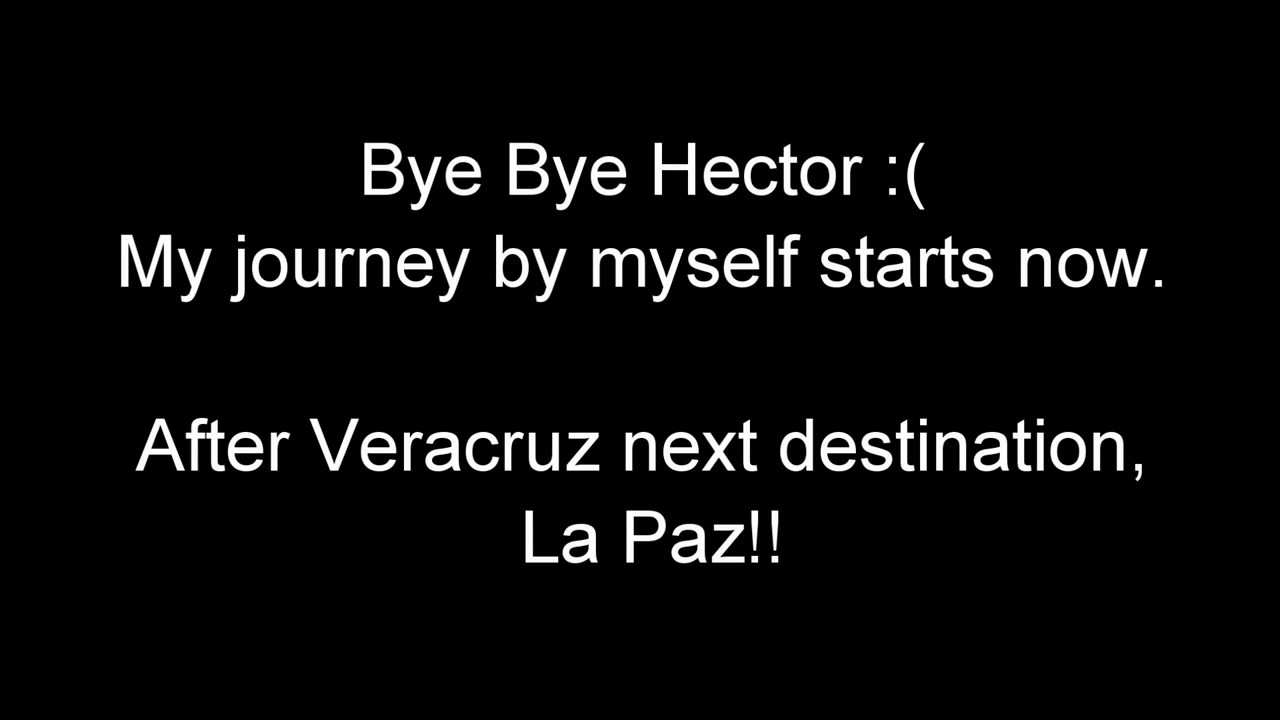 Bye Bye Hector :(
My journey by myself starts now.
After Veracruz next destination,
La Paz!!